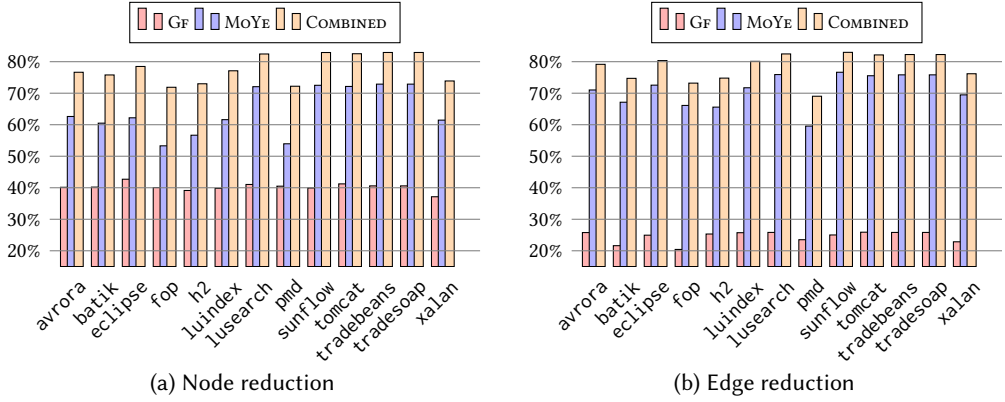 GF MOYE COMBINED
80%
70%
60%
50%
40%
30%
20%
avrora
batik
eclipse
fop
h2
luindex
lusearch
pmd
sunflow
tomcat
tradebeans
tradesoap
xalan
(a) Node reduction
GF MOYE COMBINED
80%
70%
60%
50%
40%
30%
20%
avrora
batik
eclipse
fop
h2
luindex
lusearch
pmd
sunflow
tomcat
tradebeans
tradesoap
xalan
(b) Edge reduction